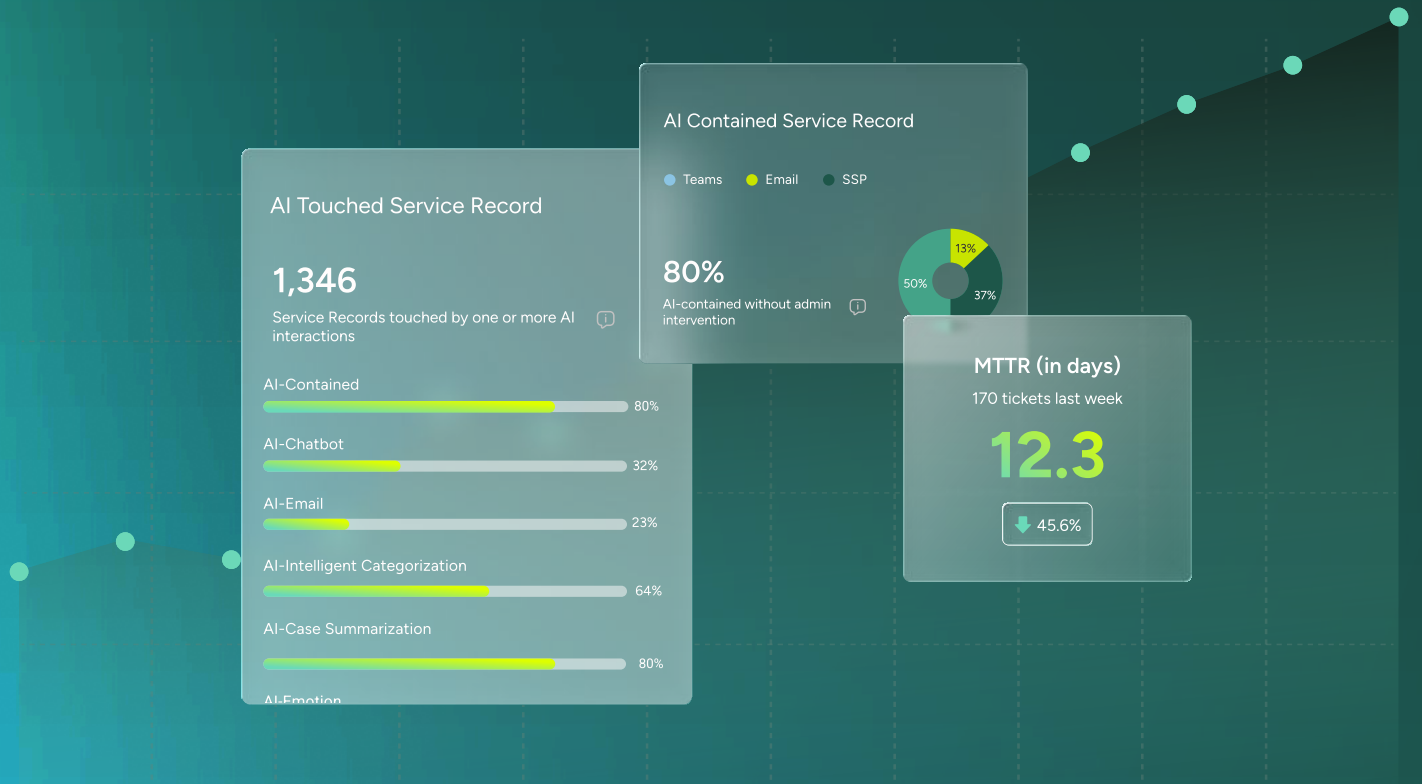 AI Touched Service Record
1,346
Service Records touched by one or more AI
interactions
AI-Contained
80%
AI-Chatbot
32%
AI-Email
23%
AI-Intelligent Categorization
64%
AI-Case Summarization
80%
AI-Emotion
AI Contained Service Record
Teams Email SSP
80%
AI-contained without admin
intervention
13%
50%
37%
MTTR (in days)
170 tickets last week
12.3
45.6%